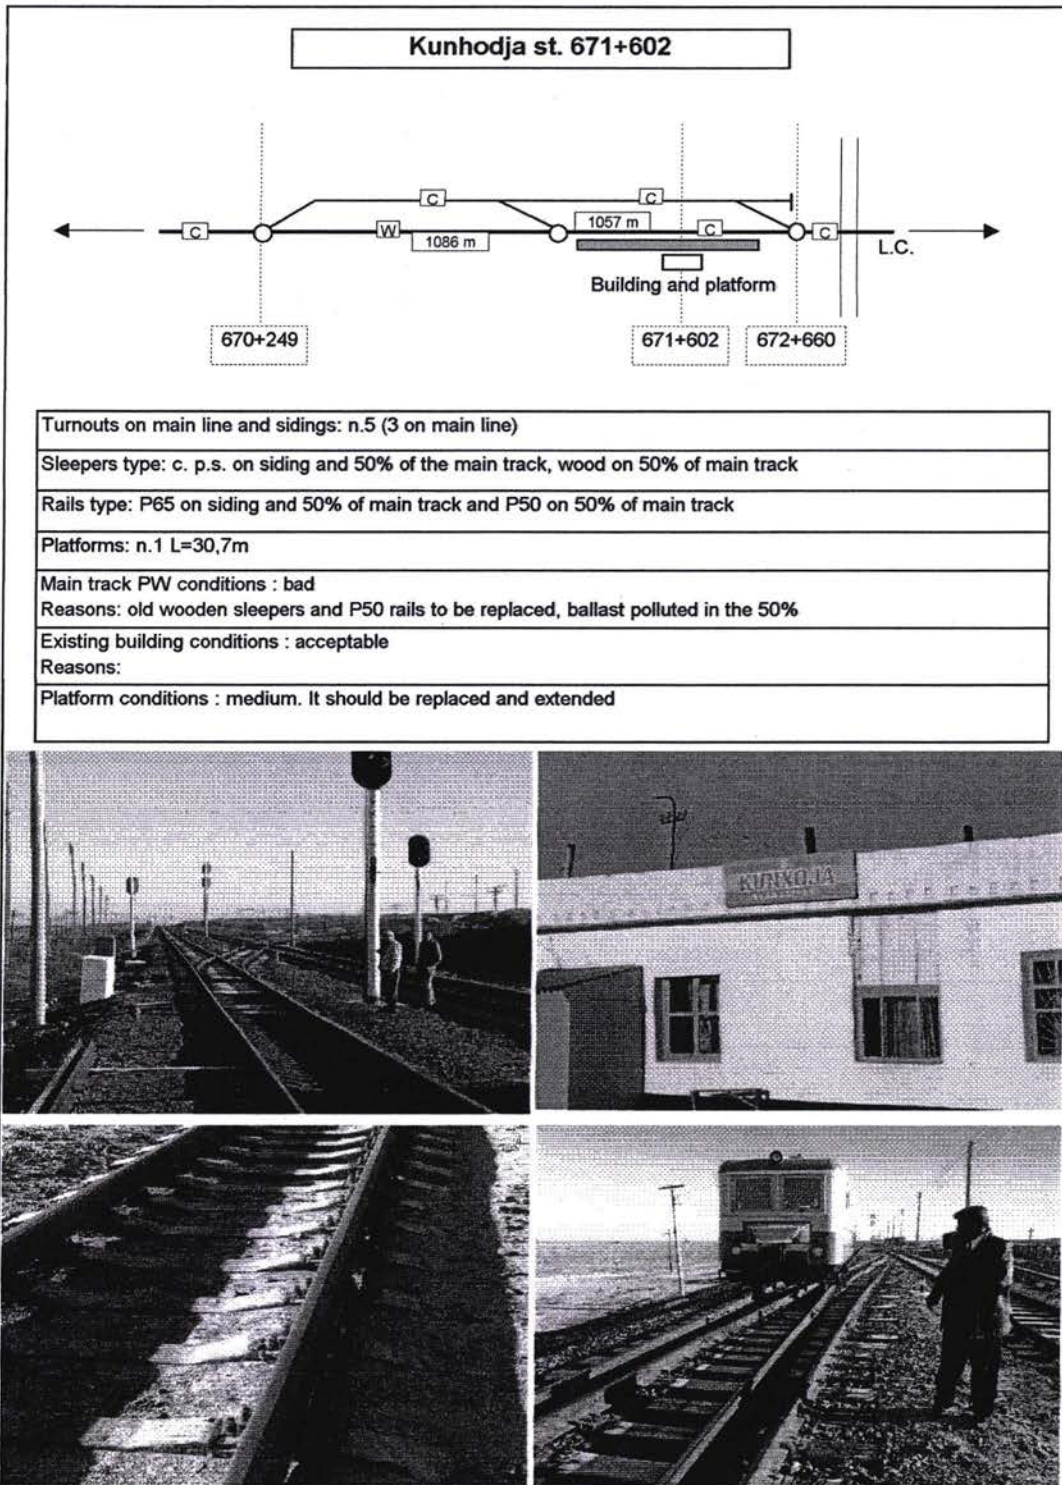 Kunhodja st. 671+602
C
C
C
W
1086 m
1057 m
C
C
L.C.
Building and platform
670+249
671+602
672+660
Turnouts on main line and sidings: n.5 (3 on main line)
Sleepers type: c. p.s. on siding and 50% of the main track, wood on 50% of main track
Rails type: P65 on siding and 50% of main track and P50 on 50% of main track
Platforms: n.1 L=30,7m
Main track PW conditions : bad
Reasons: old wooden sleepers and P50 rails to be replaced, ballast polluted in the 50%
Existing building conditions : acceptable
Reasons:
Platform conditions : medium. It should be replaced and extended
KUNXOJA